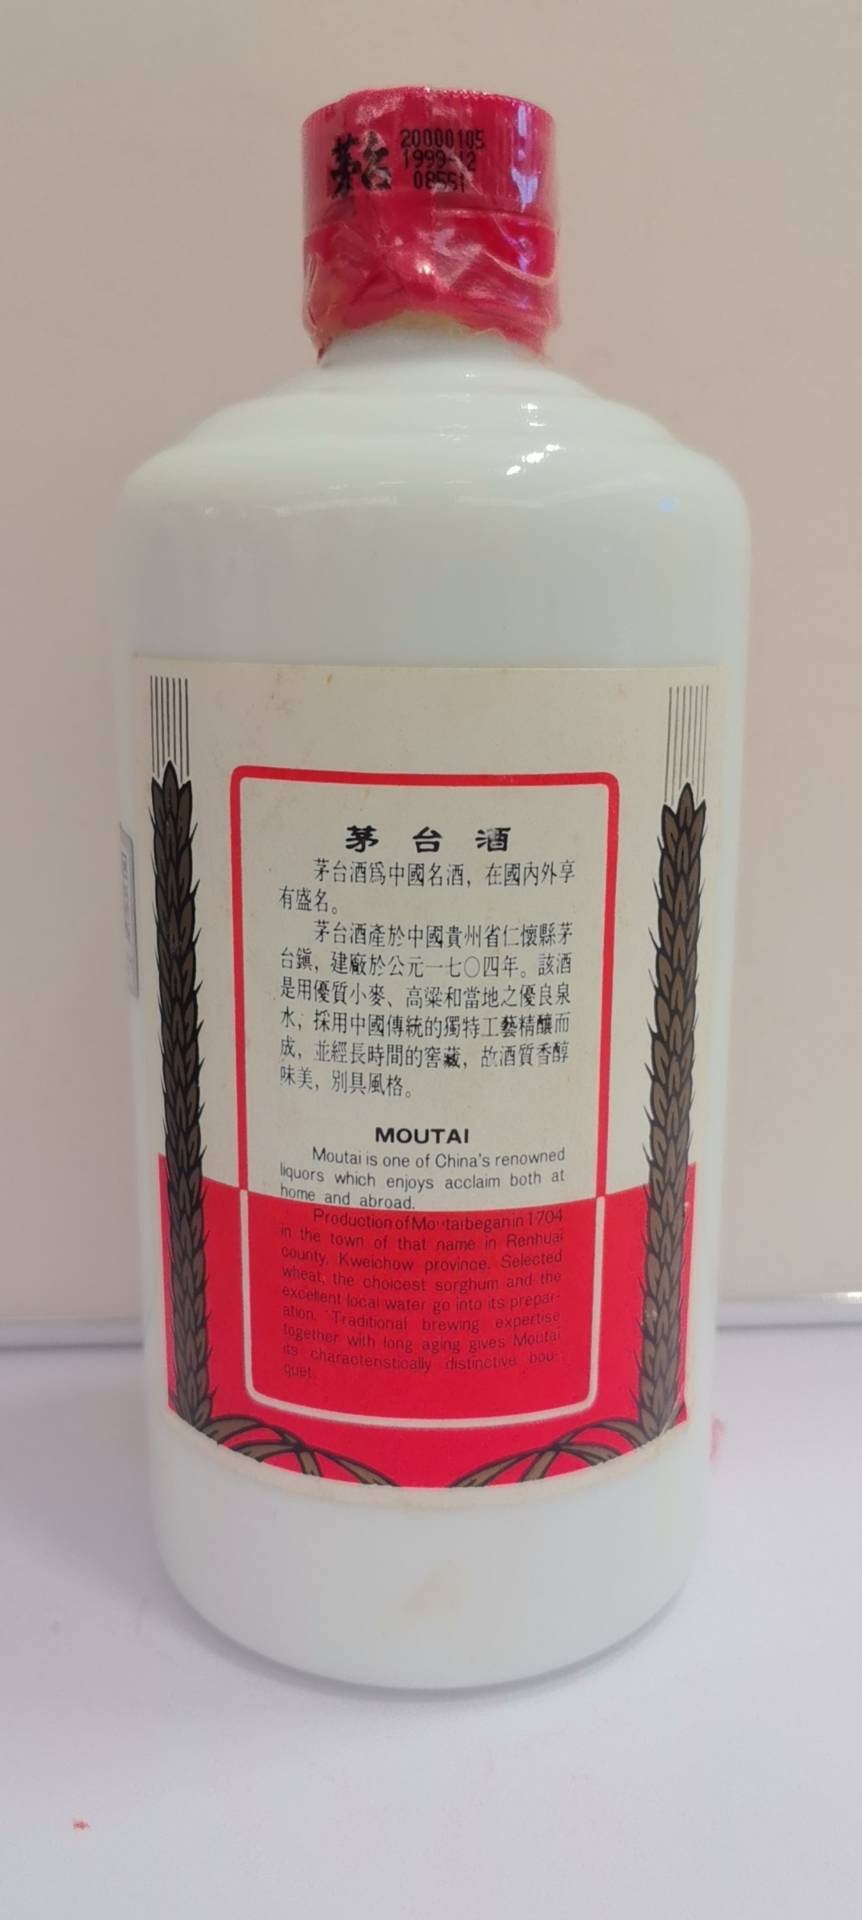 茅台
20000105
1999-12
08551
茅台酒
茅台酒爲中國名酒，在國內外享
有盛名。
茅台酒產於中國貴州省仁懷縣茅
台鎭，建廠於公元一七〇四年。該酒
是用優質小麥、高粱和當地之優良泉
水，採用中國傳統的獨特工藝精釀而
成，並經長時間的窖藏，故酒質香醇
味美，別具風格。
MOUTAI
Moutai is one of China's renowned
liquors which enjoys acclaim both at
home and abroad.
Production of Moutai began in 1704
in the town of that name in Renhuai
county, Kweichow province. Selected
wheat, the choicest sorghum and the
excellent local water go into its prepar-
ation. Traditional brewing expertise
together with long aging gives Moutai
its characteristically distinctive bou-
quet.